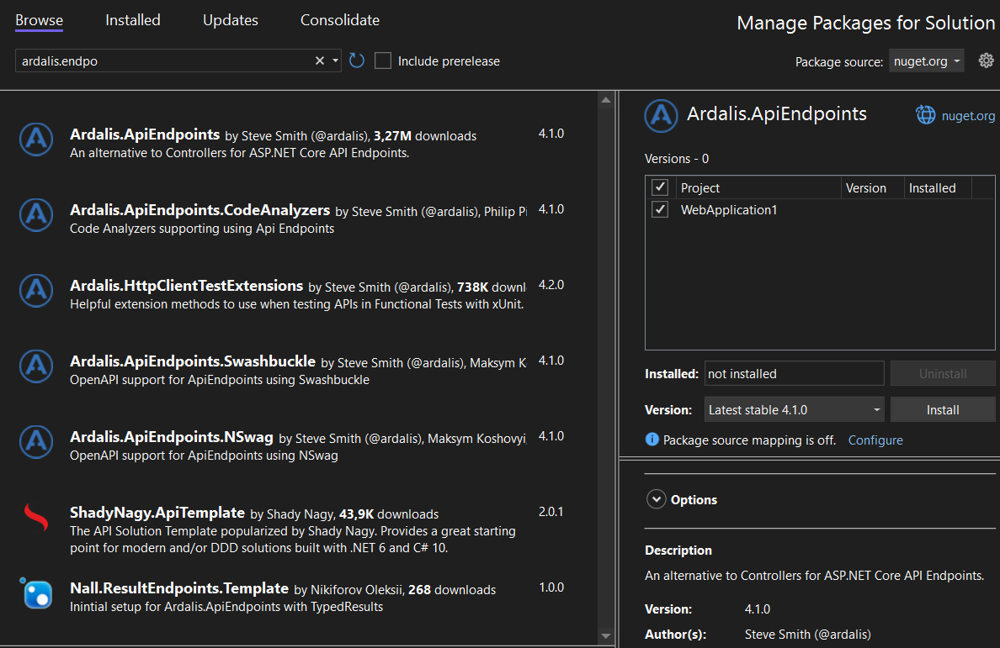 Browse Installed Updates Consolidate
Manage Packages for Solution
ardalis.endpo
Include prerelease
Package source: nuget.org
Ardalis.ApiEndpoints by Steve Smith (@ardalis), 3,27M downloads 4.1.0
An alternative to Controllers for ASP.NET Core API Endpoints.
Ardalis.ApiEndpoints.CodeAnalyzers by Steve Smith (@ardalis), Philip Pi 4.1.0
Code Analyzers supporting using Api Endpoints
Ardalis.HttpClientTestExtensions by Steve Smith (@ardalis), 738K downl 4.2.0
Helpful extension methods to use when testing APIs in Functional Tests with xUnit.
Ardalis.ApiEndpoints.Swashbuckle by Steve Smith (@ardalis), Maksym K 4.1.0
OpenAPI support for ApiEndpoints using Swashbuckle
Ardalis.ApiEndpoints.NSwag by Steve Smith (@ardalis), Maksym Koshovyi, 4.1.0
OpenAPI support for ApiEndpoints using NSwag
ShadyNagy.ApiTemplate by Shady Nagy, 43,9K downloads 2.0.1
The API Solution Template popularized by Shady Nagy. Provides a great starting
point for modern and/or DDD solutions built with .NET 6 and C# 10.
Nall.ResultEndpoints.Template by Nikiforov Oleksii, 268 downloads 1.0.0
Inintial setup for Ardalis.ApiEndpoints with TypedResults
Ardalis.ApiEndpoints nuget.org
Versions - 0
Project Version Installed
WebApplication1
Installed: not installed Uninstall
Version: Latest stable 4.1.0 Install
Package source mapping is off. Configure
Options
Description
An alternative to Controllers for ASP.NET Core API Endpoints.
Version: 4.1.0
Author(s): Steve Smith (@ardalis)